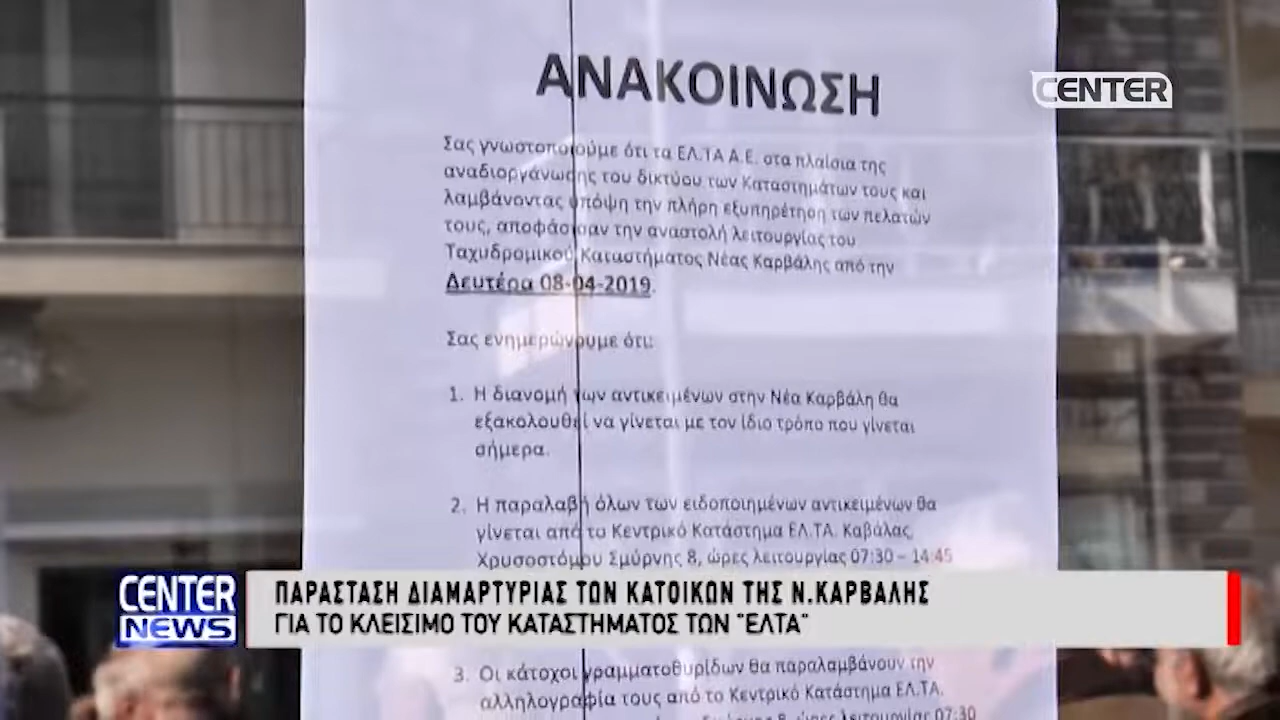 ΑΝΑΚΟΙΝΩΣΗ
CENTER
Σας γνωστοποιούμε ότι τα ΕΛ.ΤΑ Α.Ε. στα πλαίσια της
αναδιοργάνωσης του δικτύου των Καταστημάτων τους και
λαμβάνοντας υπόψη την πλήρη εξυπηρέτηση των πελατών
τους, αποφάσισαν την αναστολή λειτουργίας του
Ταχυδρομικού Καταστήματος Νέας Καρβάλης από την
Δευτέρα 08-04-2019.
Σας ενημερώνουμε ότι:
1. Η διανομή των αντικειμένων στην Νέα Καρβάλη θα
εξακολουθεί να γίνεται με τον ίδιο τρόπο που γίνεται
σήμερα.
2. Η παραλαβή όλων των ειδοποιημένων αντικειμένων θα
γίνεται από το Κεντρικό Κατάστημα ΕΛ.ΤΑ. Καβάλας,
Χρυσοστόμου Σμύρνης 8, ώρες λειτουργίας 07:30 – 14:45
CENTER
NEWS
ΠΑΡΑΣΤΑΣΗ ΔΙΑΜΑΡΤΥΡΙΑΣ ΤΩΝ ΚΑΤΟΙΚΩΝ ΤΗΣ Ν.ΚΑΡΒΑΛΗΣ
ΓΙΑ ΤΟ ΚΛΕΙΣΙΜΟ ΤΟΥ ΚΑΤΑΣΤΗΜΑΤΟΣ ΤΩΝ "ΕΛΤΑ"
3. Οι κάτοχοι γραμματοθυρίδων θα παραλαμβάνουν την
αλληλογραφία τους από το Κεντρικό Κατάστημα ΕΛ.ΤΑ.
8, ώρες λειτουργίας 07:30